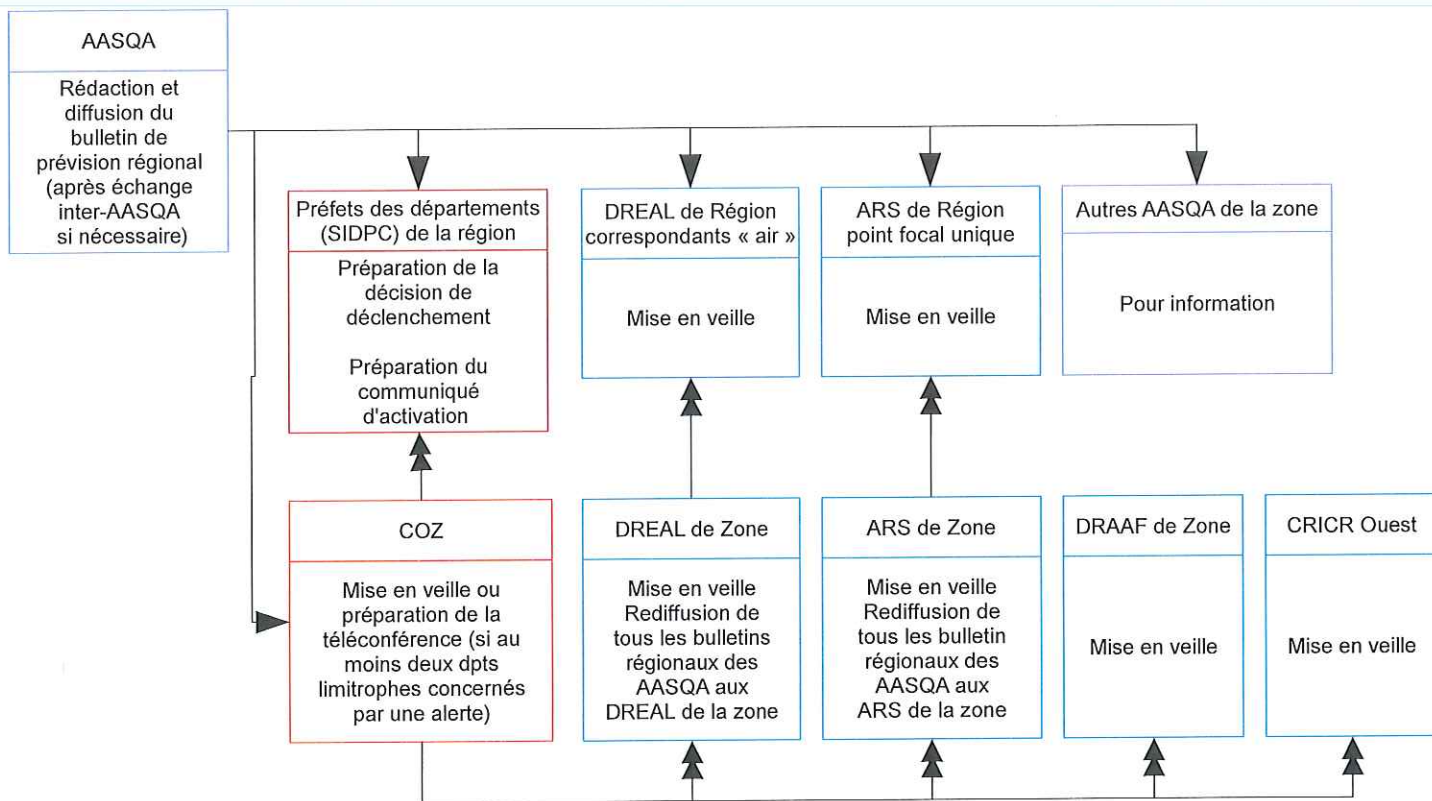 AASQA
Rédaction et
diffusion du
bulletin de
prévision régional
(après échange
inter-AASQA
si nécessaire)
Préfets des départements
(SIDPC) de la région
Préparation de la
décision de
déclenchement
Préparation du
communiqué
d'activation
DREAL de Région
correspondants « air »
Mise en veille
ARS de Région
point focal unique
Mise en veille
Autres AASQA de la zone
Pour information
COZ
Mise en veille ou
préparation de la
téléconférence (si au
moins deux dpts
limitrophes concernés
par une alerte)
DREAL de Zone
Mise en veille
Rediffusion de
tous les bulletins
régionaux des
AASQA aux
DREAL de la zone
ARS de Zone
Mise en veille
Rediffusion de
tous les bulletin
régionaux des
AASQA aux
ARS de la zone
DRAAF de Zone
Mise en veille
CRICR Ouest
Mise en veille